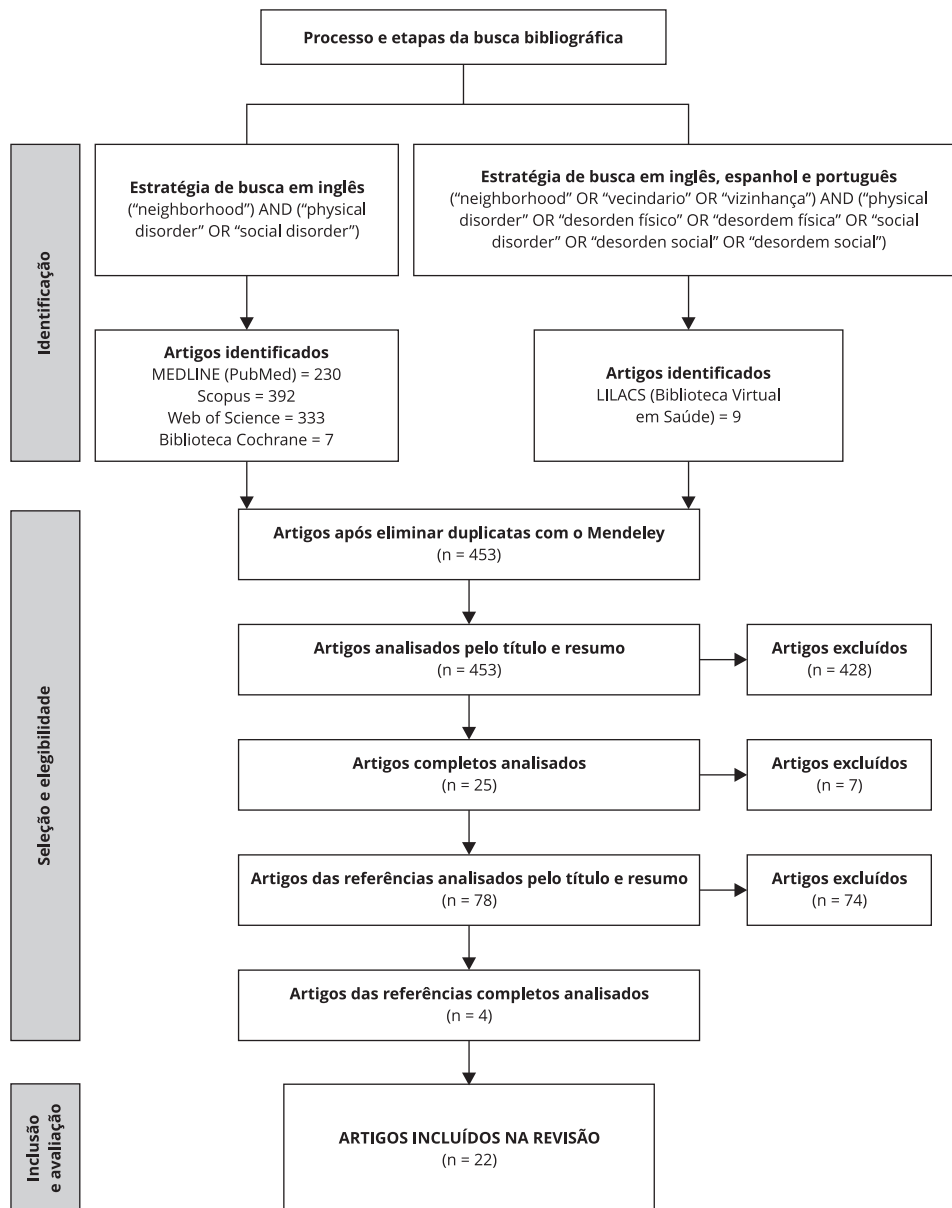 Processo e etapas da busca bibliográfica
Identificação
Estratégia de busca em inglês
(“neighborhood”) AND (“physical
disorder” OR “social disorder”)
Estratégia de busca em inglês, espanhol e português
(“neighborhood” OR “vecindario” OR “vizinhança”) AND (“physical
disorder” OR “desorden físico” OR “desordem física” OR “social
disorder” OR “desorden social” OR “desordem social”)
Artigos identificados
MEDLINE (PubMed) = 230
Scopus = 392
Web of Science = 333
Biblioteca Cochrane = 7
Artigos identificados
LILACS (Biblioteca Virtual
em Saúde) = 9
Seleção e elegibilidade
Artigos após eliminar duplicatas com o Mendeley
(n = 453)
Artigos analisados pelo título e resumo
(n = 453)
Artigos excluídos
(n = 428)
Artigos completos analisados
(n = 25)
Artigos excluídos
(n = 7)
Artigos das referências analisados pelo título e resumo
(n = 78)
Artigos excluídos
(n = 74)
Artigos das referências completos analisados
(n = 4)
Inclusão
e avaliação
ARTIGOS INCLUÍDOS NA REVISÃO
(n = 22)